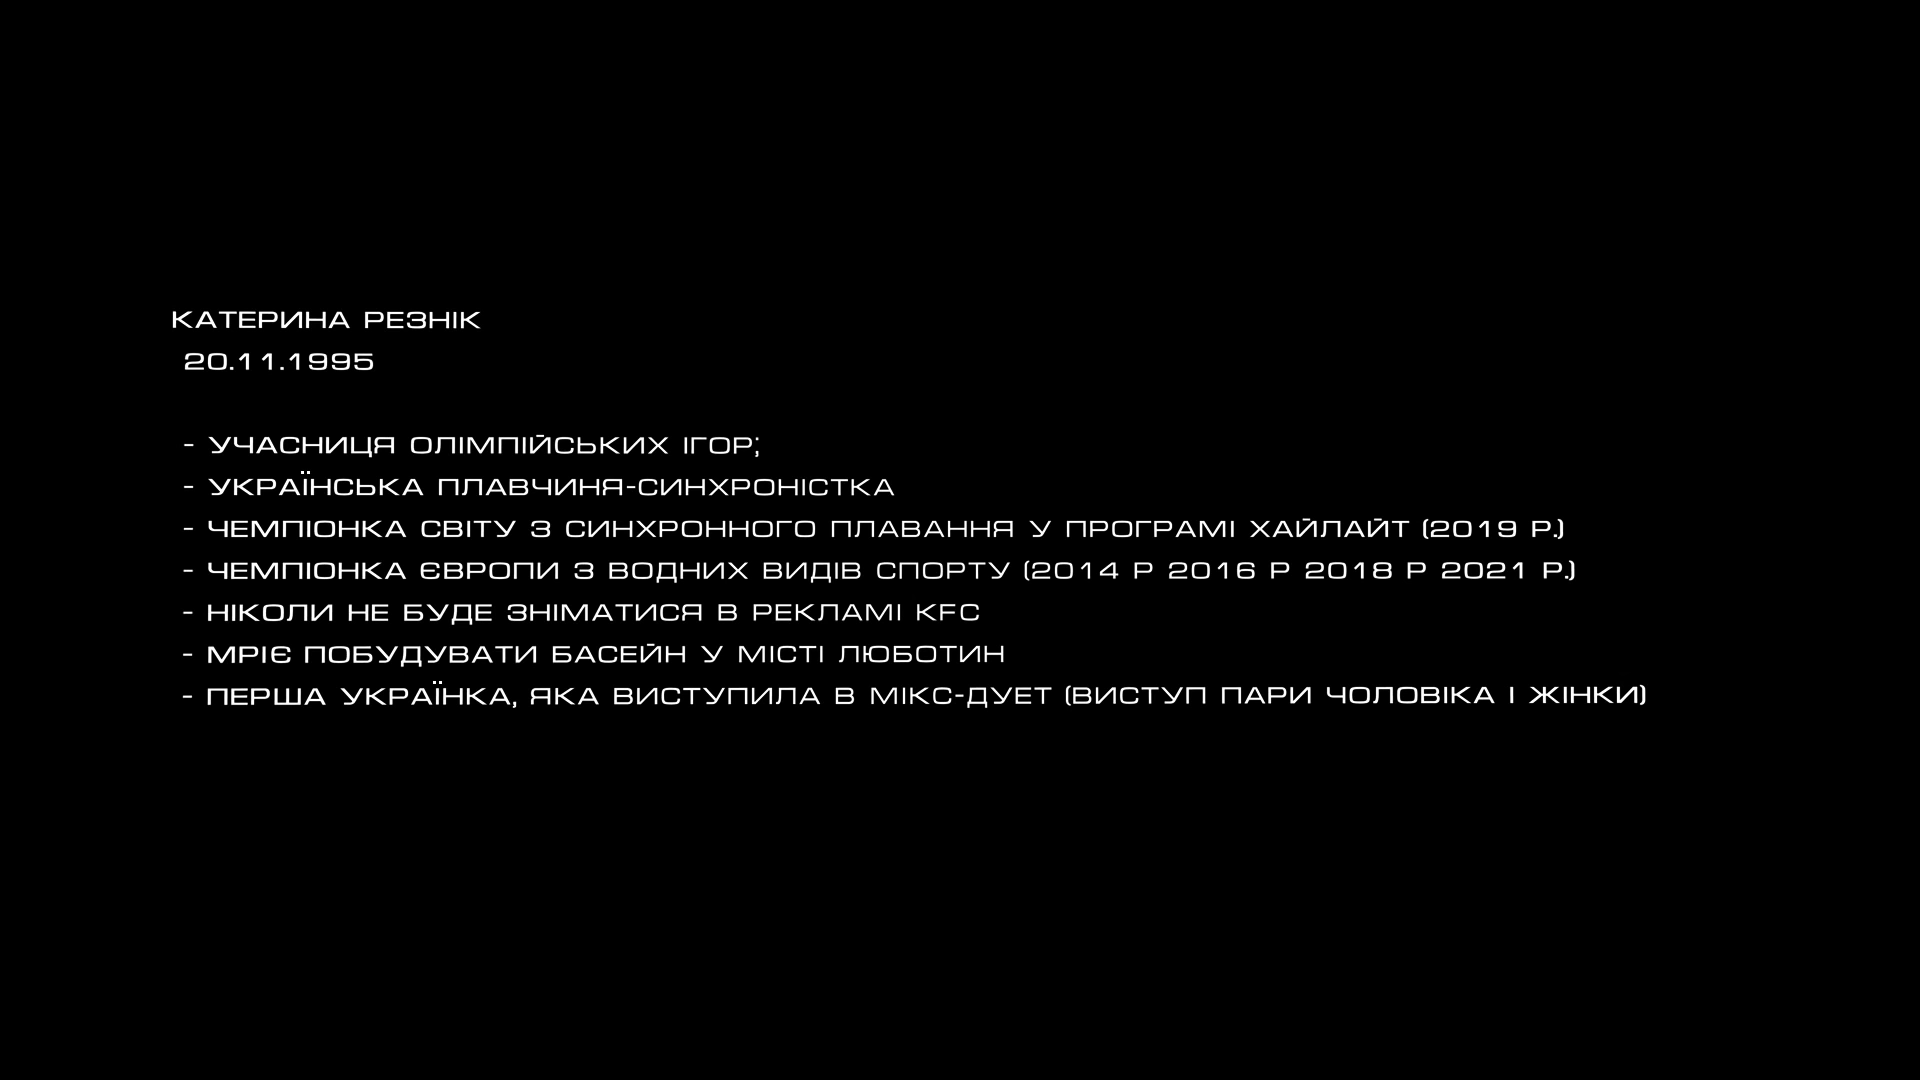 КАТЕРИНА РЕЗНІК
20.11.1995
- УЧАСНИЦЯ ОЛІМПІЙСЬКИХ ІГОР;
- УКРАЇНСЬКА ПЛАВЧИНЯ-СИНХРОНІСТКА
- ЧЕМПІОНКА СВІТУ З СИНХРОННОГО ПЛАВАННЯ У ПРОГРАМІ ХАЙЛАЙТ (2019 Р.)
- ЧЕМПІОНКА ЄВРОПИ З ВОДНИХ ВИДІВ СПОРТУ (2014 Р 2016 Р 2018 Р 2021 Р.)
- НІКОЛИ НЕ БУДЕ ЗНІМАТИСЯ В РЕКЛАМІ KFC
- МРІЄ ПОБУДУВАТИ БАСЕЙН У МІСТІ ЛЮБОТИН
- ПЕРША УКРАЇНКА, ЯКА ВИСТУПИЛА В МІКС-ДУЕТ (ВИСТУП ПАРИ ЧОЛОВІКА І ЖІНКИ)